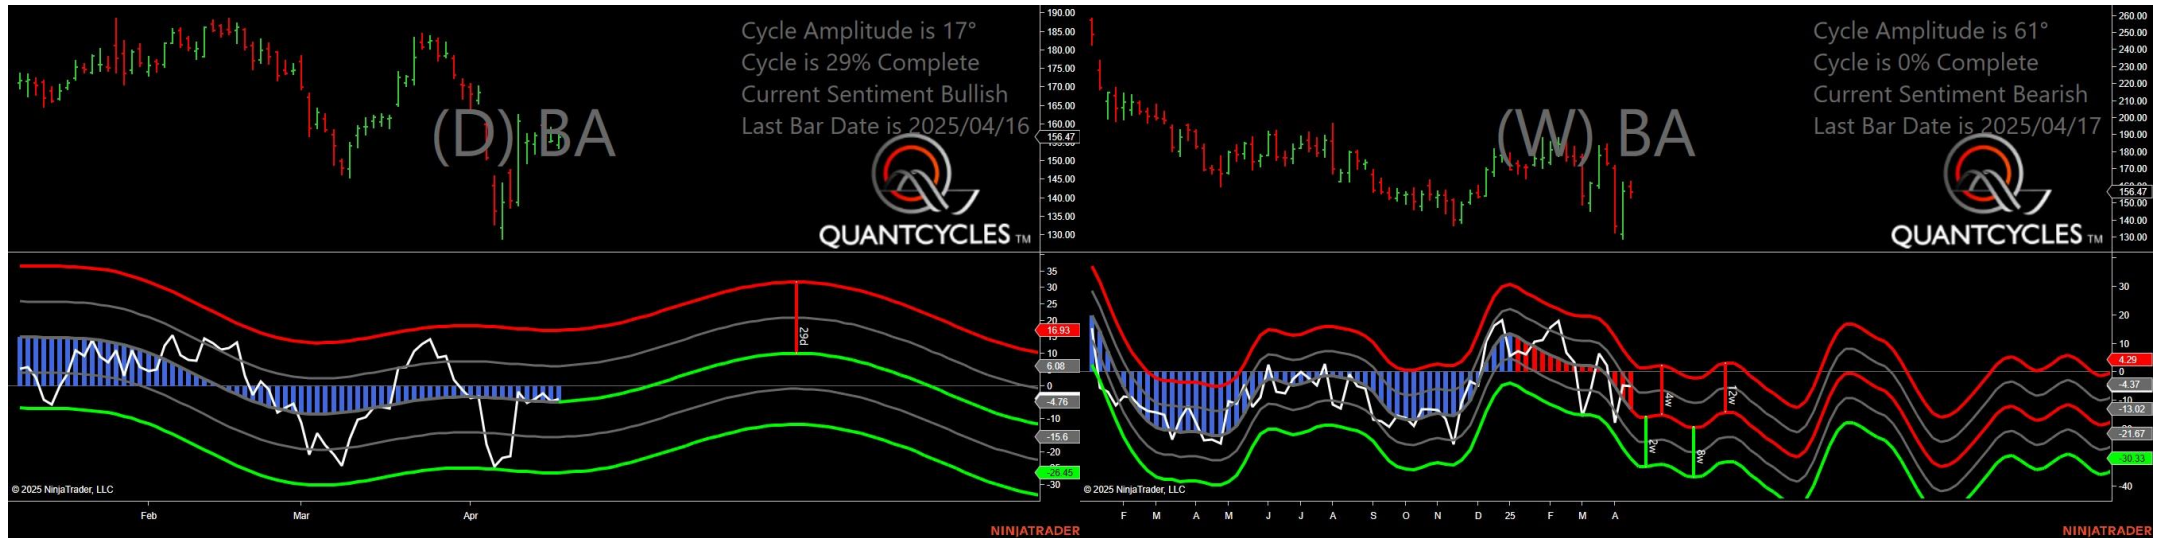 Cycle Amplitude is 17°
Cycle is 29% Complete
Current Sentiment Bullish
Last Bar Date is 2025/04/16
(D) BA
QUANTCYCLES TM
190.00
185.00
180.00
175.00
170.00
165.00
160.00
156.47
150.00
145.00
140.00
135.00
130.00
29d
35
30
25
20
16.93
10
6.08
0
-4.76
-10
-15.6
-20
-26.45
-30
© 2025 NinjaTrader, LLC
Feb
Mar
Apr
NINJATRADER
Cycle Amplitude is 61°
Cycle is 0% Complete
Current Sentiment Bearish
Last Bar Date is 2025/04/17
(W) BA
QUANTCYCLES TM
260.00
250.00
240.00
230.00
220.00
210.00
200.00
190.00
180.00
170.00
156.47
150.00
140.00
130.00
4w
12w
2w
8w
30
20
10
4.29
0
-4.37
-10
-13.02
-21.67
-30.33
-40
© 2025 NinjaTrader, LLC
F
M
A
M
J
J
A
S
O
N
D
25
F
M
A
NINJATRADER